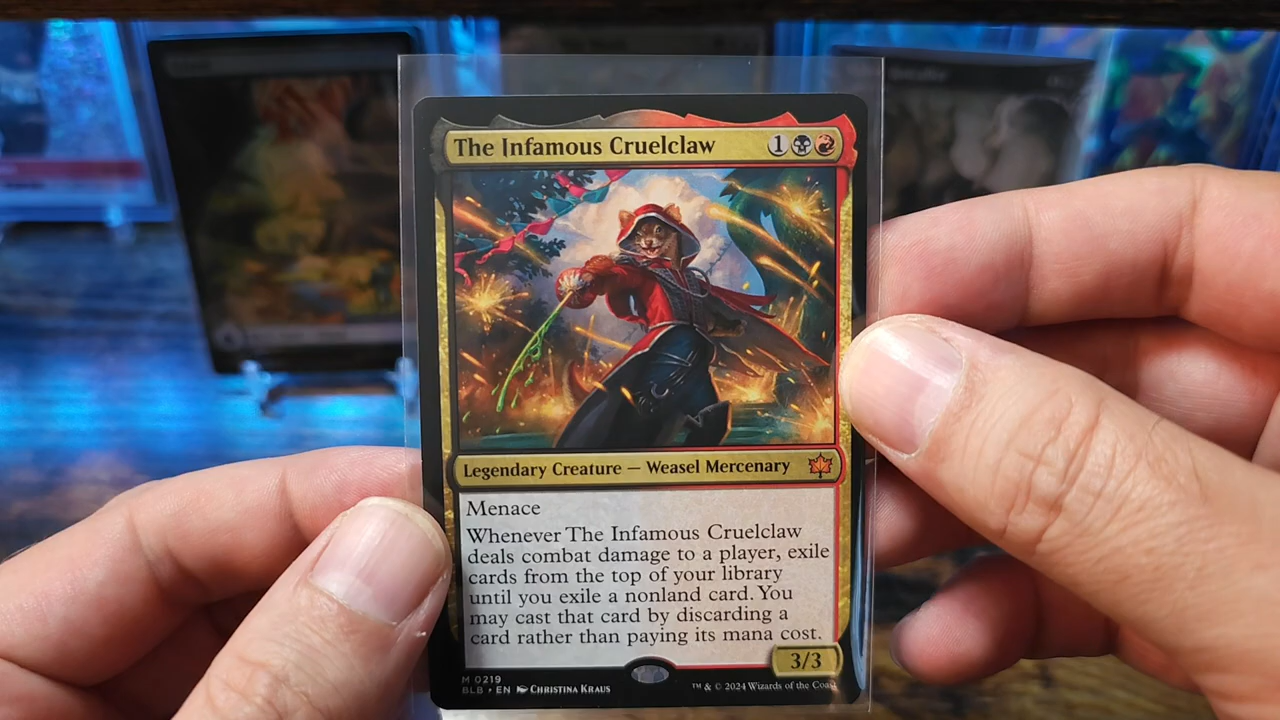 The Infamous Cruelclaw 1
Legendary Creature — Weasel Mercenary
Menace
Whenever The Infamous Cruelclaw
deals combat damage to a player, exile
cards from the top of your library
until you exile a nonland card. You
may cast that card by discarding a
card rather than paying its mana cost.
3/3
M 0219
BLB • EN Christina Kraus
™ & © 2024 Wizards of the Coast